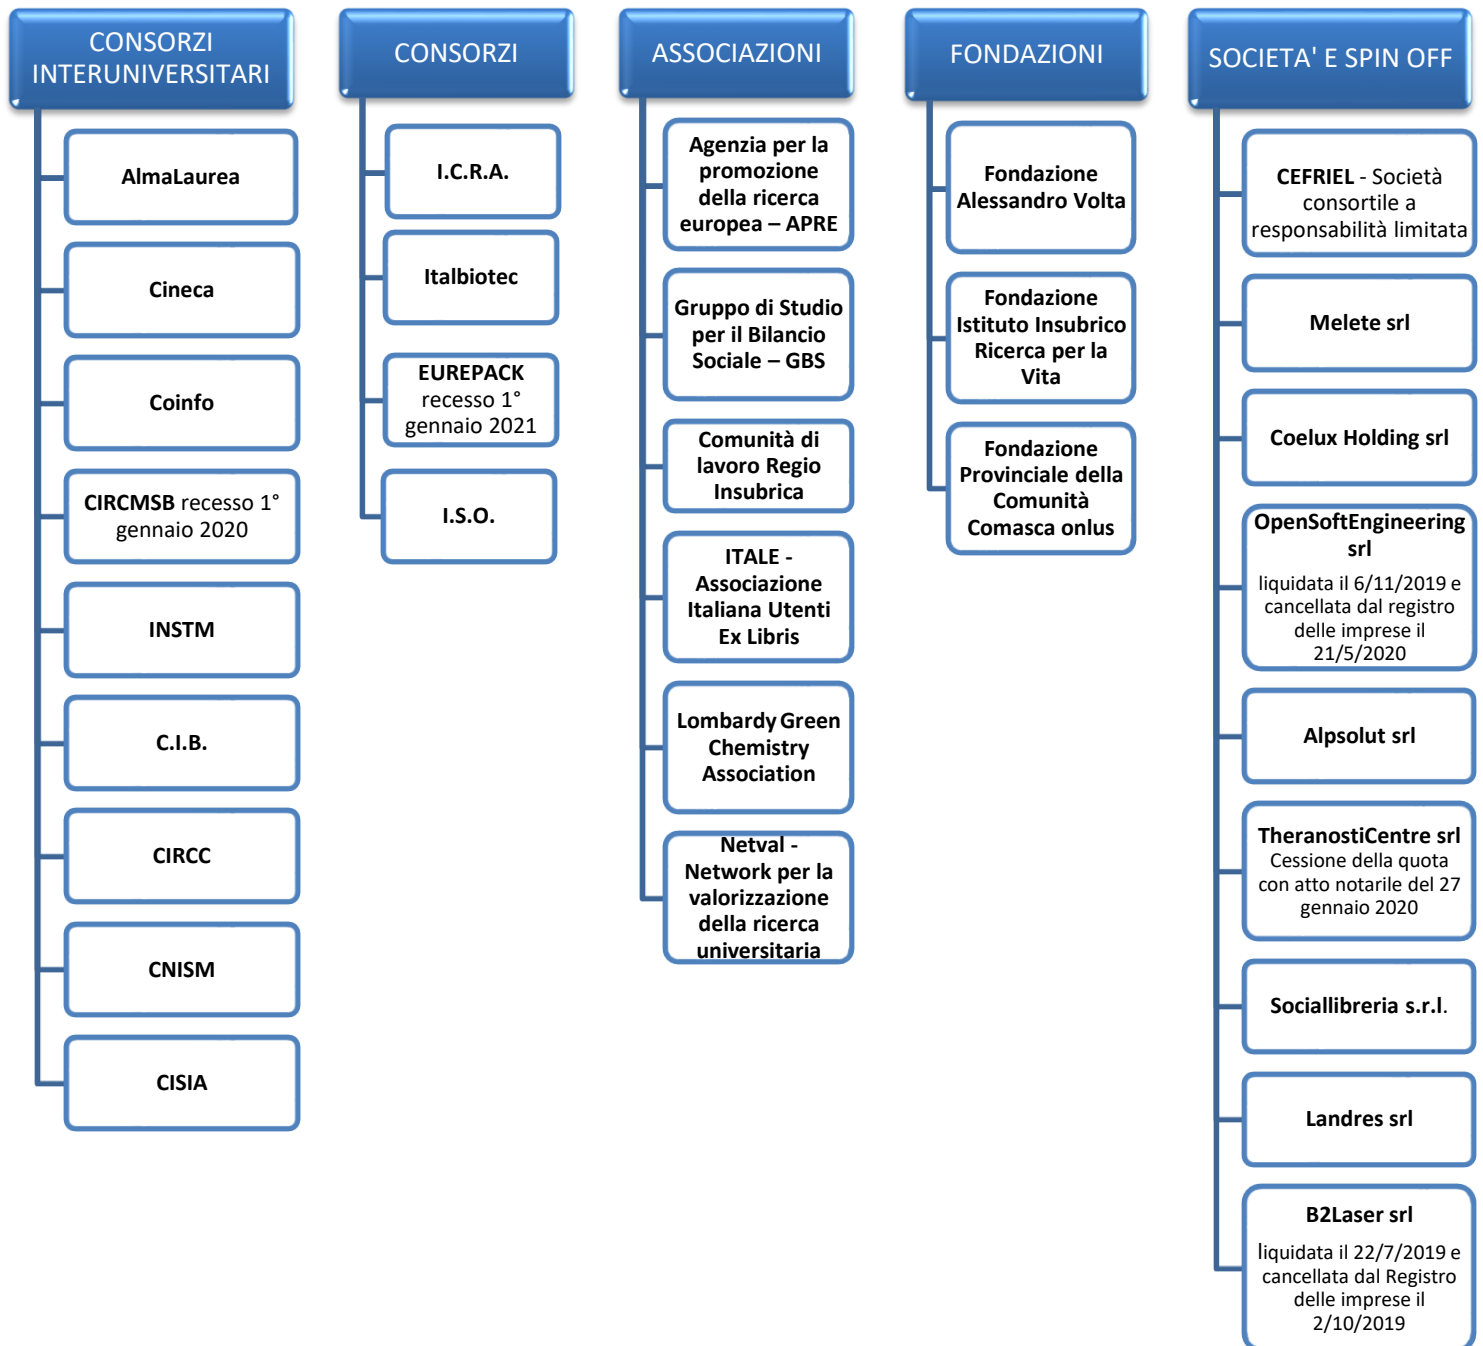 CONSORZI
INTERUNIVERSITARI
AlmaLaurea
Cineca
Coinfo
CIRCMSB recesso 1°
gennaio 2020
INSTM
C.I.B.
CIRCC
CNISM
CISIA
CONSORZI
I.C.R.A.
Italbiotec
EUREPACK
recesso 1°
gennaio 2021
I.S.O.
ASSOCIAZIONI
Agenzia per la
promozione
della ricerca
europea – APRE
Gruppo di Studio
per il Bilancio
Sociale – GBS
Comunità di
lavoro Regio
Insubrica
ITALE -
Associazione
Italiana Utenti
Ex Libris
Lombardy Green
Chemistry
Association
Netval -
Network per la
valorizzazione
della ricerca
universitaria
FONDAZIONI
Fondazione
Alessandro Volta
Fondazione
Istituto Insubrico
Ricerca per la
Vita
Fondazione
Provinciale della
Comunità
Comasca onlus
SOCIETA' E SPIN OFF
CEFRIEL - Società
consortile a
responsabilità limitata
Melete srl
Coelux Holding srl
OpenSoftEngineering
srl
liquidata il 6/11/2019 e
cancellata dal registro
delle imprese il
21/5/2020
Alpsolut srl
TheranostiCentre srl
Cessione della quota
con atto notarile del 27
gennaio 2020
Sociallibreria s.r.l.
Landres srl
B2Laser srl
liquidata il 22/7/2019 e
cancellata dal Registro
delle imprese il
2/10/2019